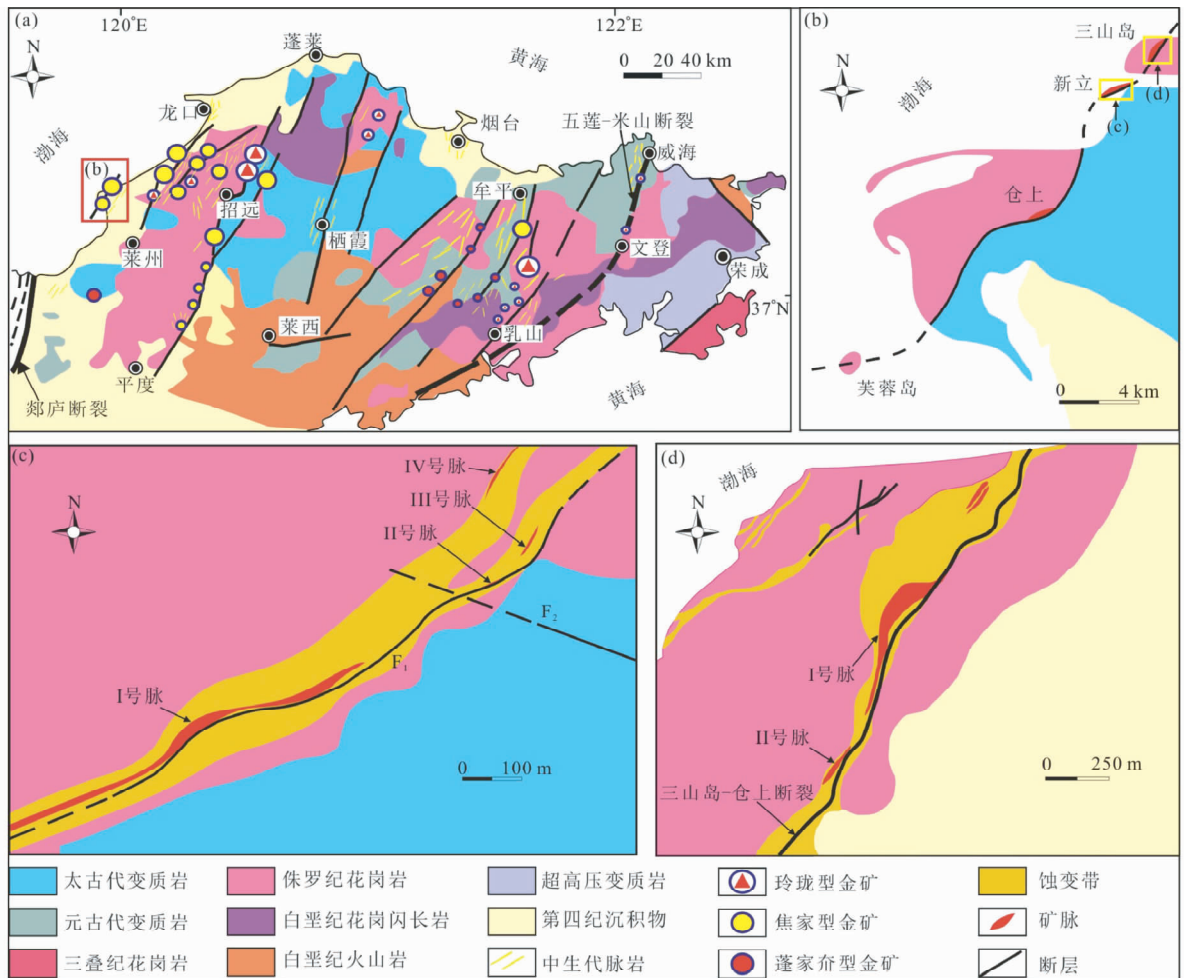 (a)
120°E
122°E
N
蓬莱
黄海
0 20 40 km
龙口
渤海
烟台
五莲-米山断裂
威海
(b)
招远
牟平
莱州
栖霞
文登
荣成
37°N
莱西
乳山
平度
郯庐断裂
黄海
(b)
N
三山岛
渤海
新立
(d)
(c)
仓上
芙蓉岛
0 4 km
(c)
N
IV号脉
III号脉
II号脉
F2
F1
I号脉
0 100 m
(d)
渤海
N
I号脉
II号脉
三山岛-仓上断裂
0 250 m
太古代变质岩
侏罗纪花岗岩
超高压变质岩
玲珑型金矿
蚀变带
元古代变质岩
白垩纪花岗闪长岩
第四纪沉积物
焦家型金矿
矿脉
三叠纪花岗岩
白垩纪火山岩
中生代脉岩
蓬家夼型金矿
断层